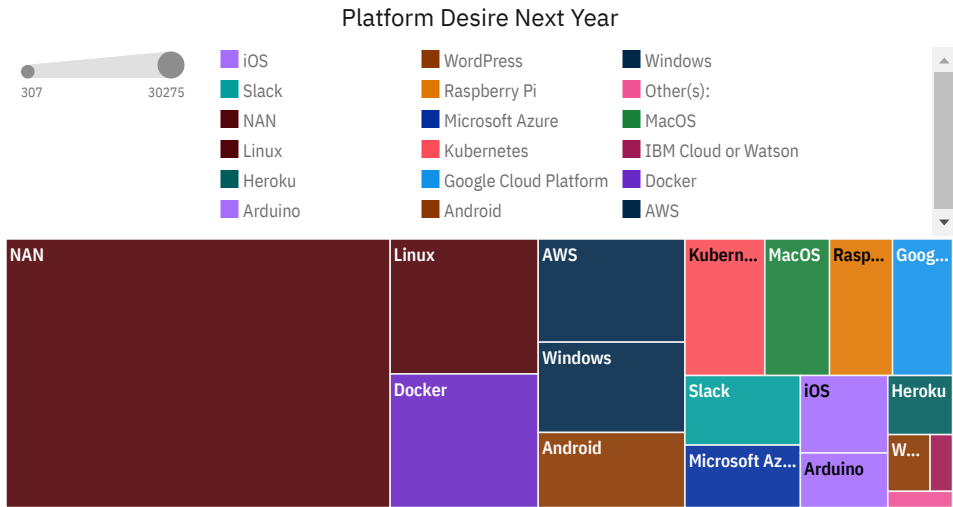 Platform Desire Next Year
307 30275
iOS WordPress Windows
Slack Raspberry Pi Other(s):
NAN Microsoft Azure MacOS
Linux Kubernetes IBM Cloud or Watson
Heroku Google Cloud Platform Docker
Arduino Android AWS
NAN Linux AWS Kubern... MacOS Rasp... Goog...
Windows
Docker Slack iOS Heroku
Android W...
Microsoft Az... Arduino